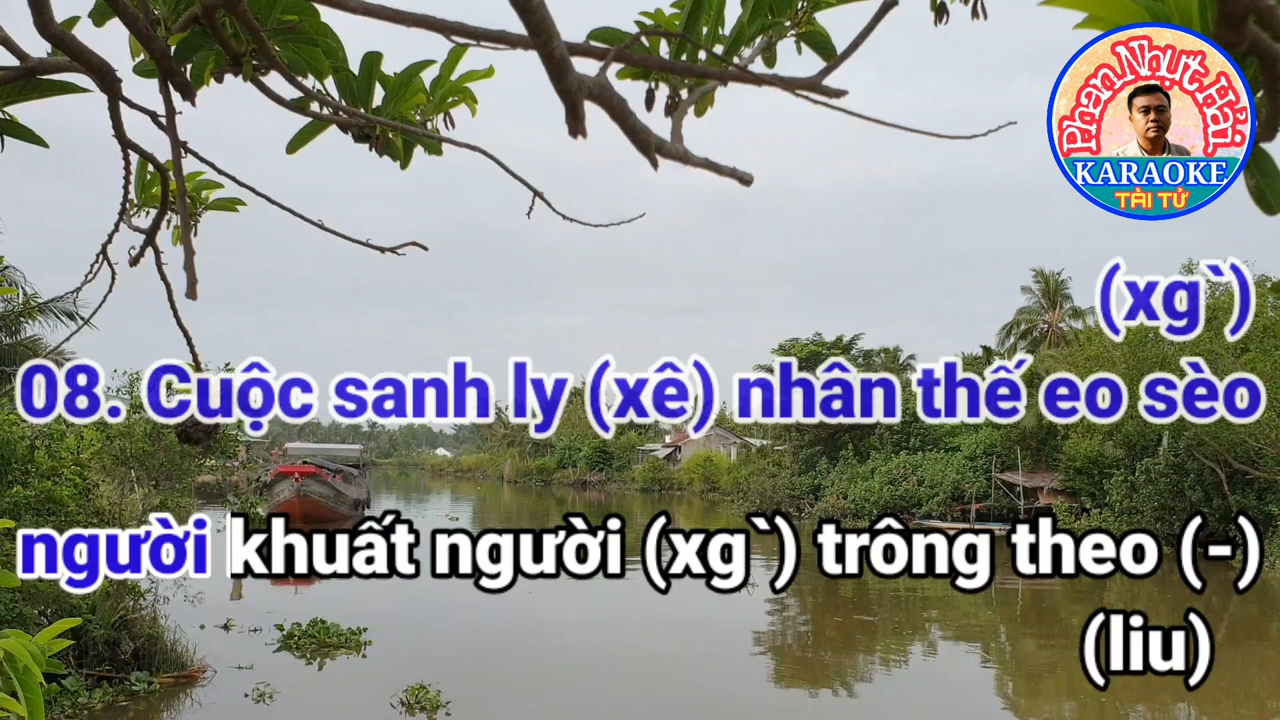 Phan Nhựt Hải
KARAOKE
TÀI TỬ
(xg`)
08. Cuộc sanh ly (xê) nhân thế eo sèo
người khuất người (xg`) trông theo (-)
(liu)